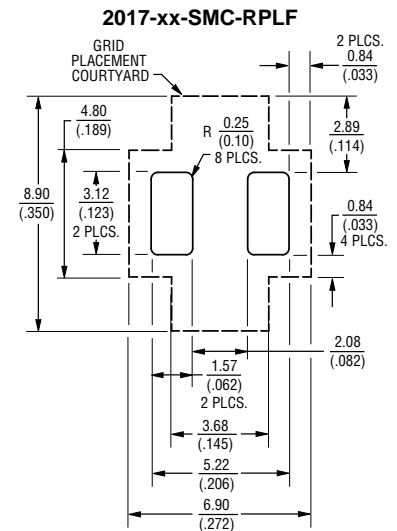 2017-xx-SMC-RPLF
GRID
PLACEMENT
COURTYARD
2 PLCS.
0.84
(.033)
4.80
(.189)
R 0.25
(0.10)
8 PLCS.
2.89
(.114)
8.90
(.350)
3.12
(.123)
2 PLCS.
0.84
(.033)
4 PLCS.
2.08
(.082)
1.57
(.062)
2 PLCS.
3.68
(.145)
5.22
(.206)
6.90
(.272)